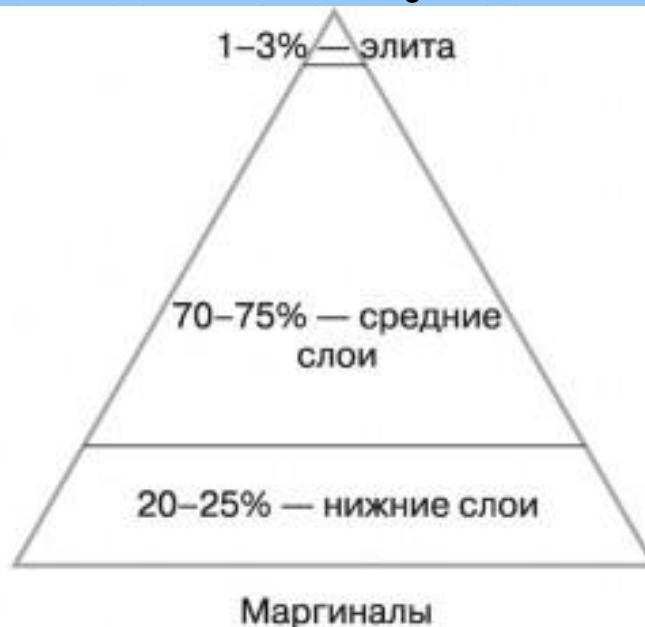 1–3% — элита
70–75% — средние
слои
20–25% — нижние слои
Маргиналы